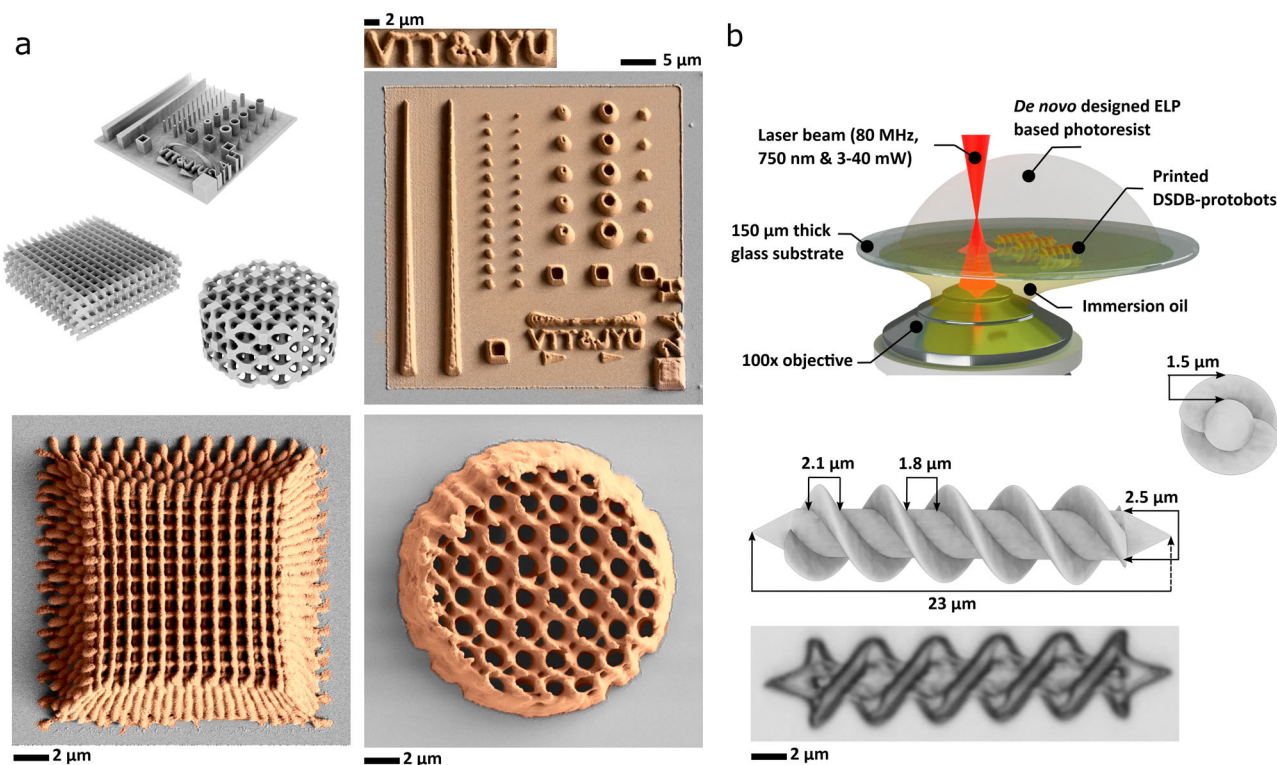 a
2 μm
VTT&JYU
5 μm
VTT&JYU
2 μm
2 μm
b
De novo designed ELP
based photoresist
Laser beam (80 MHz,
750 nm & 3-40 mW)
Printed
DSDB-protobots
150 μm thick
glass substrate
Immersion oil
100x objective
1.5 μm
2.1 μm
1.8 μm
2.5 μm
23 μm
2 μm